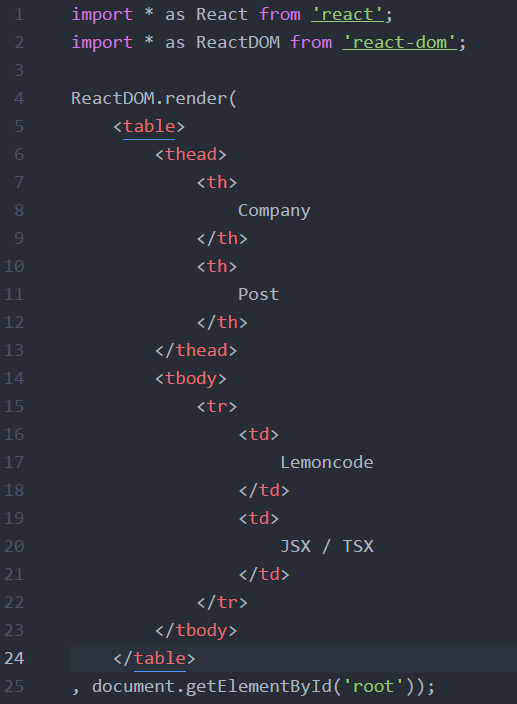 1 import * as React from 'react';
2 import * as ReactDOM from 'react-dom';
3
4 ReactDOM.render(
5 <table>
6 <thead>
7 <th>
8 Company
9 </th>
10 <th>
11 Post
12 </th>
13 </thead>
14 <tbody>
15 <tr>
16 <td>
17 Lemoncode
18 </td>
19 <td>
20 JSX / TSX
21 </td>
22 </tr>
23 </tbody>
24 </table>
25 , document.getElementById('root'));